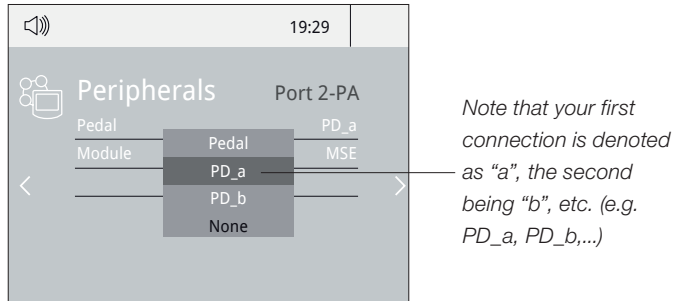 19:29
Peripherals Port 2-PA
Pedal PD_a
Module MSE
Pedal
PD_a
PD_b
None
Note that your first
connection is denoted
as “a”, the second
being “b”, etc. (e.g.
PD_a, PD_b,...)